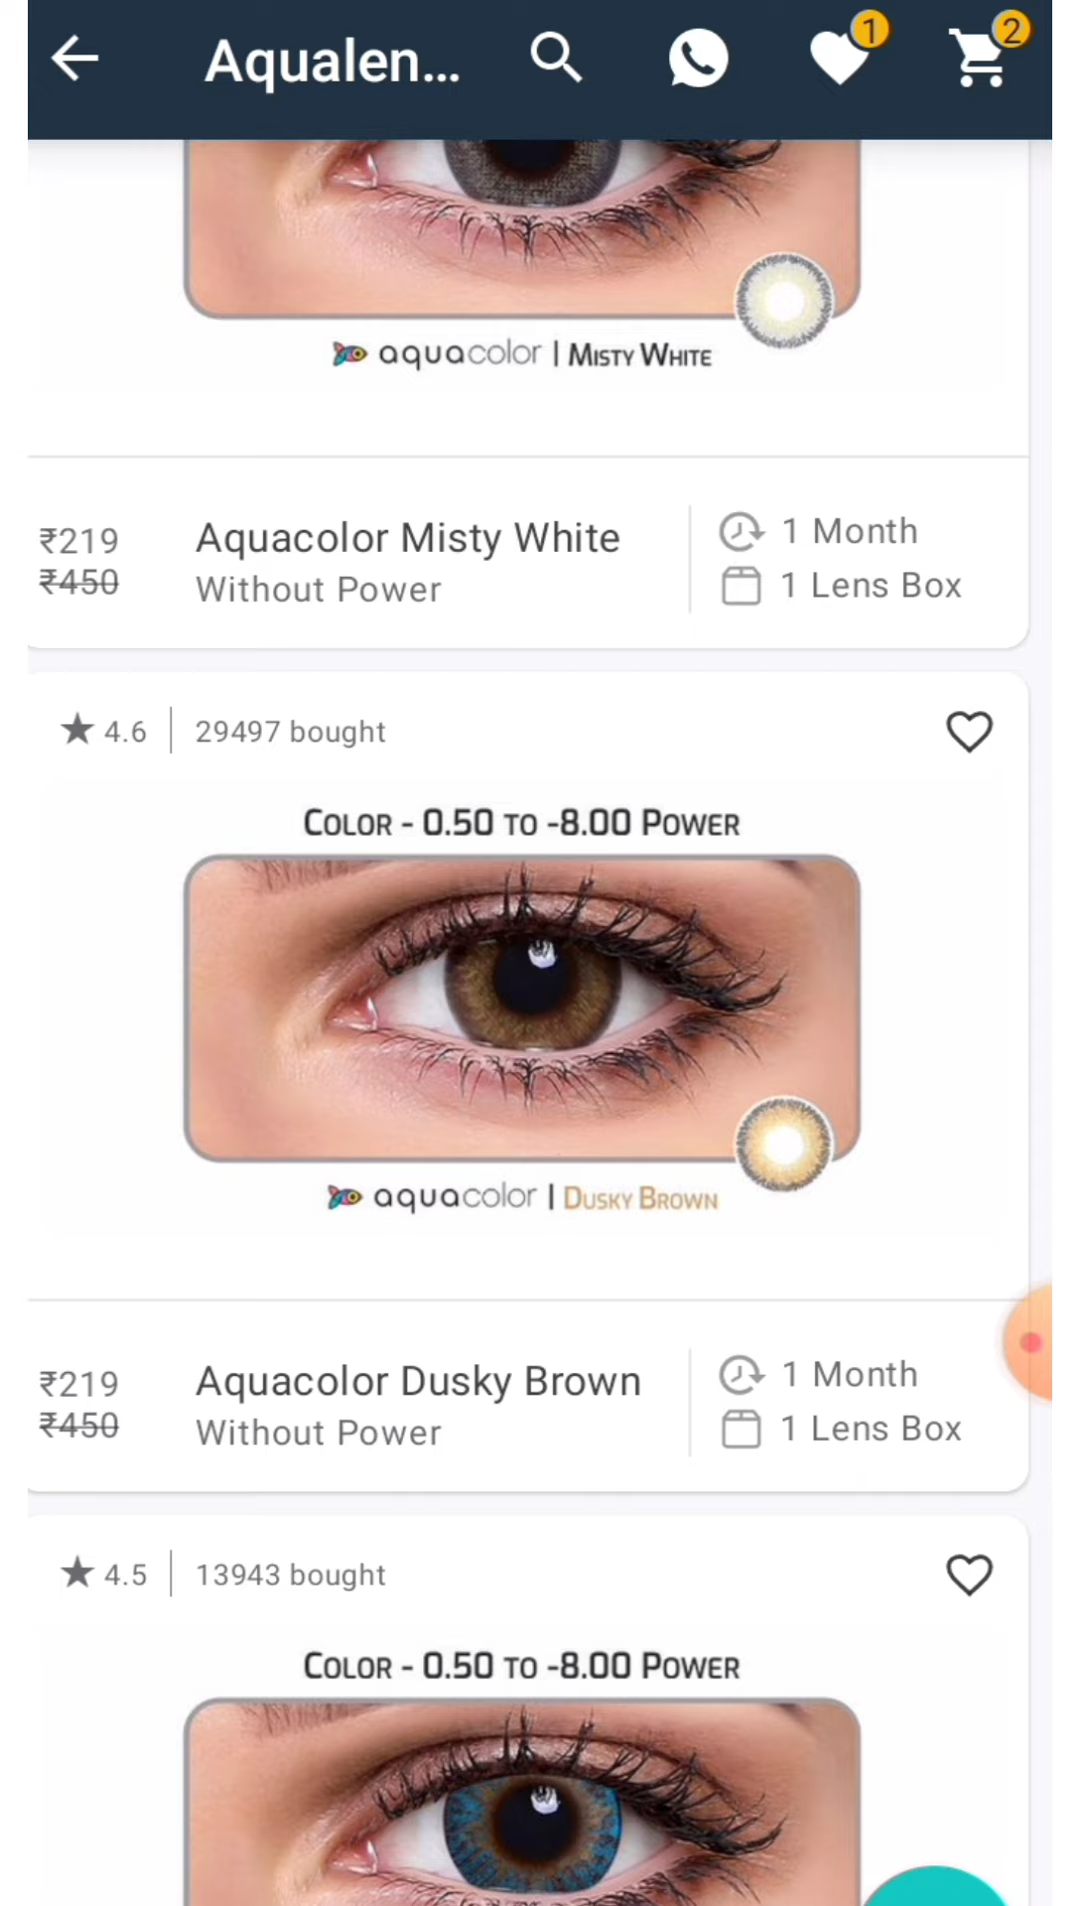 Aqualen...
1
2
aquacolor | MISTY WHITE
₹219
₹450
Aquacolor Misty White
Without Power
1 Month
1 Lens Box
4.6 | 29497 bought
COLOR - 0.50 TO -8.00 POWER
aquacolor | DUSKY BROWN
₹219
₹450
Aquacolor Dusky Brown
Without Power
1 Month
1 Lens Box
4.5 | 13943 bought
COLOR - 0.50 TO -8.00 POWER